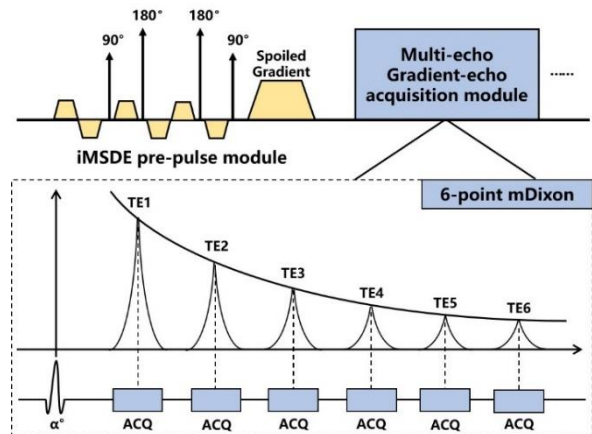 180° 180°
90° 90°
Spoiled
Gradient
Multi-echo
Gradient-echo
acquisition module
......
iMSDE pre-pulse module
6-point mDixon
TE1
TE2
TE3
TE4
TE5
TE6
α° ACQ ACQ ACQ ACQ ACQ ACQ